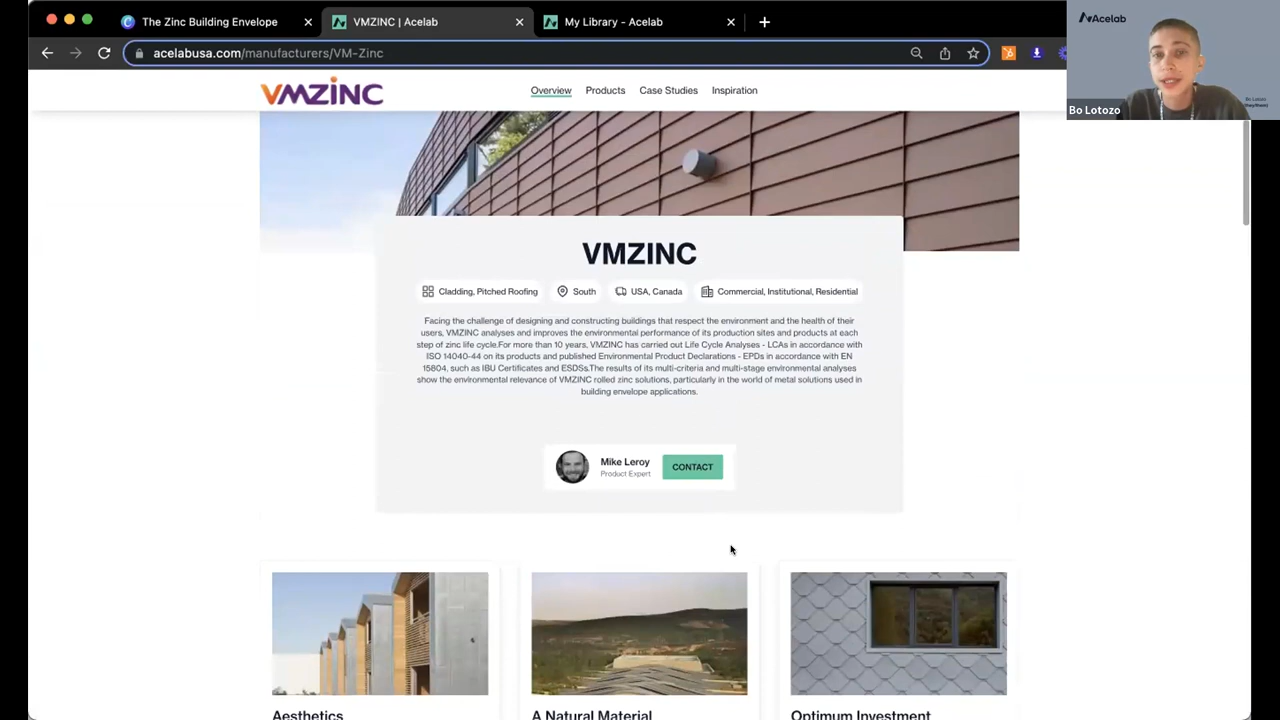 The Zinc Building Envelope
VMZINC | Acelab
My Library - Acelab
acelabusa.com/manufacturers/VM-Zinc
Acelab
Bo Lotozo
Bo Lotozo
VMZINC
Overview
Products
Case Studies
Inspiration
VMZINC
Cladding, Pitched Roofing
South
USA, Canada
Commercial, Institutional, Residential
Facing the challenge of designing and constructing buildings that respect the environment and the health of their
users, VMZINC analyses and improves the environmental performance of its production sites and products at each
step of zinc life cycle.For more than 10 years, VMZINC has carried out Life Cycle Analyses - LCAs in accordance with
ISO 14040-44 on its products and published Environmental Product Declarations - EPDs in accordance with EN
15804, such as IBU Certificates and ESDSs.The results of its multi-criteria and multi-stage environmental analyses
show the environmental relevance of VMZINC rolled zinc solutions, particularly in the world of metal solutions used in
building envelope applications.
Mike Leroy
Product Expert
CONTACT
Aesthetics
A Natural Material
Optimum Investment